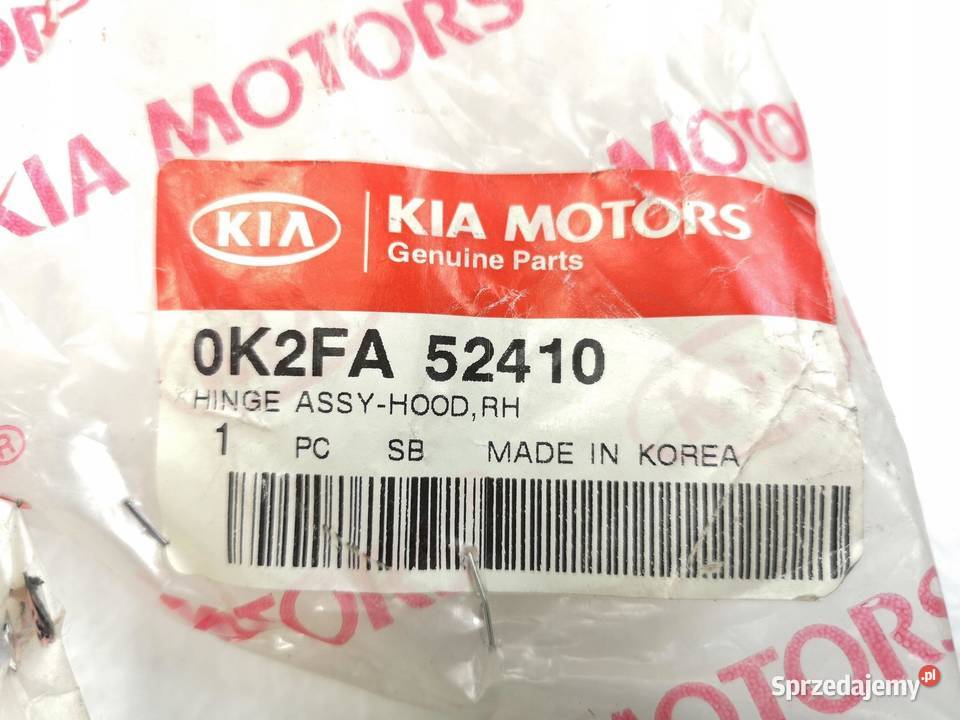 KIA MOTORS
MOTORS
KIA
KIA MOTORS
Genuine Parts
0K2FA 52410
HINGE ASSY-HOOD,RH
1 PC SB MADE IN KOREA
MOTORS
Sprzedajemy.pl